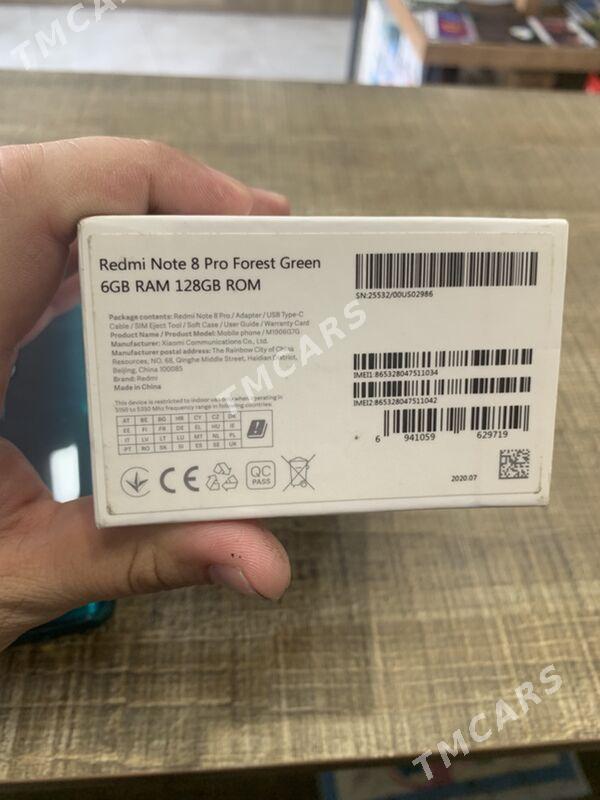 TMCARS
Redmi Note 8 Pro Forest Green
6GB RAM 128GB ROM
SN:25532/00US02986
Package contents: Redmi Note 8 Pro / Adapter / USB Type-C
Cable / SIM Eject Tool / Soft Case / User Guide / Warranty Card
Product Name / Product Model: Mobile phone / M1906G7G
Manufacturer: Xiaomi Communications Co., Ltd.
Manufacturer postal address: The Rainbow City of China
Resources, NO. 68, Qinghe Middle Street, Haidian District,
Beijing, China 100085
Brand: Redmi
Made in China
IMEI1:865328047511034
IMEI2:865328047511042
6 941059 629719
This device is restricted to indoor use when operating in
5150 to 5350 MHz frequency range in following countries:
AT BE BG HR CY CZ DK
EE FI FR DE EL HU IE
IT LV LT LU MT NL PL
PT RO SK SI ES SE UK
CE
QC
PASS
2020.07
TMCARS
TMCARS